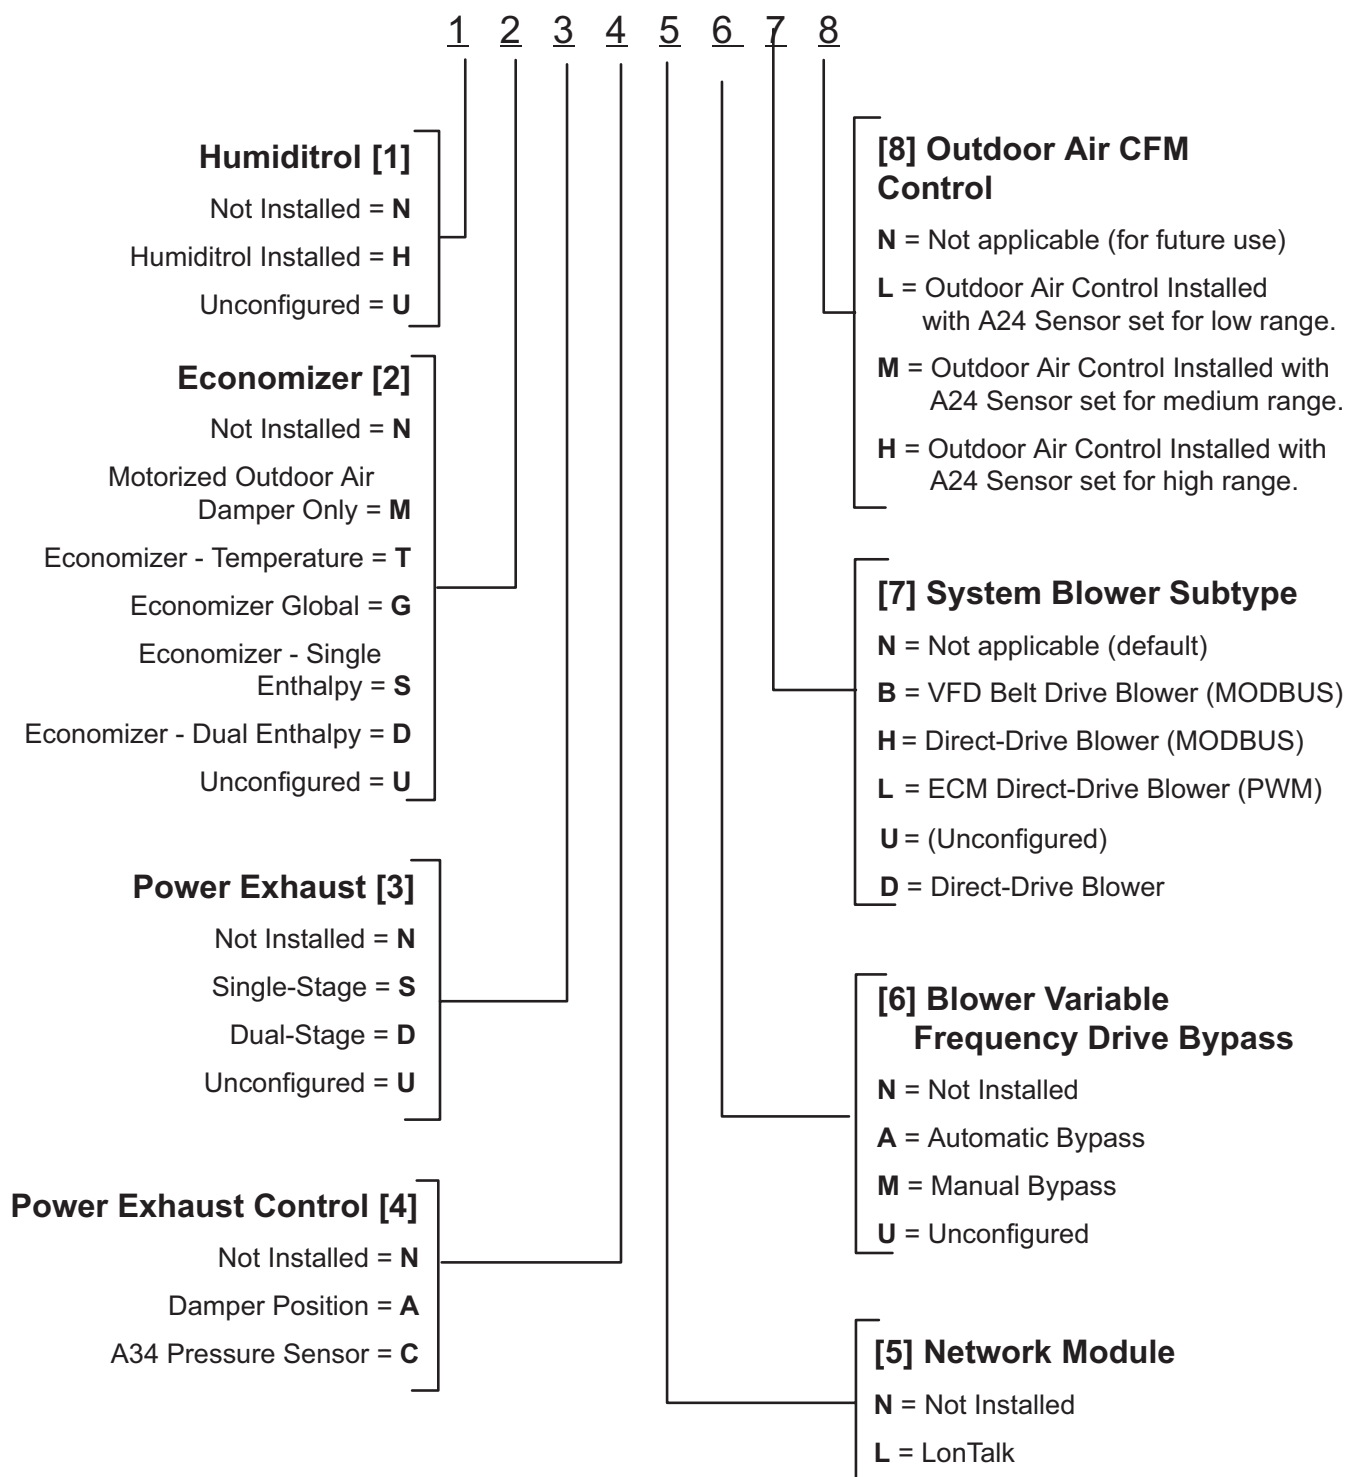 1 2 3 4 5 6 7 8
Humiditrol [1]
Not Installed = N
Humiditrol Installed = H
Unconfigured = U
Economizer [2]
Not Installed = N
Motorized Outdoor Air
Damper Only = M
Economizer - Temperature = T
Economizer Global = G
Economizer - Single
Enthalpy = S
Economizer - Dual Enthalpy = D
Unconfigured = U
Power Exhaust [3]
Not Installed = N
Single-Stage = S
Dual-Stage = D
Unconfigured = U
Power Exhaust Control [4]
Not Installed = N
Damper Position = A
A34 Pressure Sensor = C
[8] Outdoor Air CFM
Control
N = Not applicable (for future use)
L = Outdoor Air Control Installed
with A24 Sensor set for low range.
M = Outdoor Air Control Installed with
A24 Sensor set for medium range.
H = Outdoor Air Control Installed with
A24 Sensor set for high range.
[7] System Blower Subtype
N = Not applicable (default)
B = VFD Belt Drive Blower (MODBUS)
H = Direct-Drive Blower (MODBUS)
L = ECM Direct-Drive Blower (PWM)
U = (Unconfigured)
D = Direct-Drive Blower
[6] Blower Variable
Frequency Drive Bypass
N = Not Installed
A = Automatic Bypass
M = Manual Bypass
U = Unconfigured
[5] Network Module
N = Not Installed
L = LonTalk